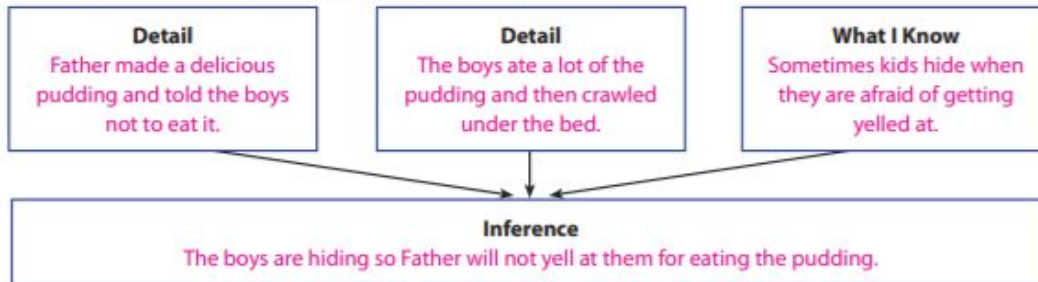 Detail
Father made a delicious
pudding and told the boys
not to eat it.
Detail
The boys ate a lot of the
pudding and then crawled
under the bed.
What I Know
Sometimes kids hide when
they are afraid of getting
yelled at.
Inference
The boys are hiding so Father will not yell at them for eating the pudding.